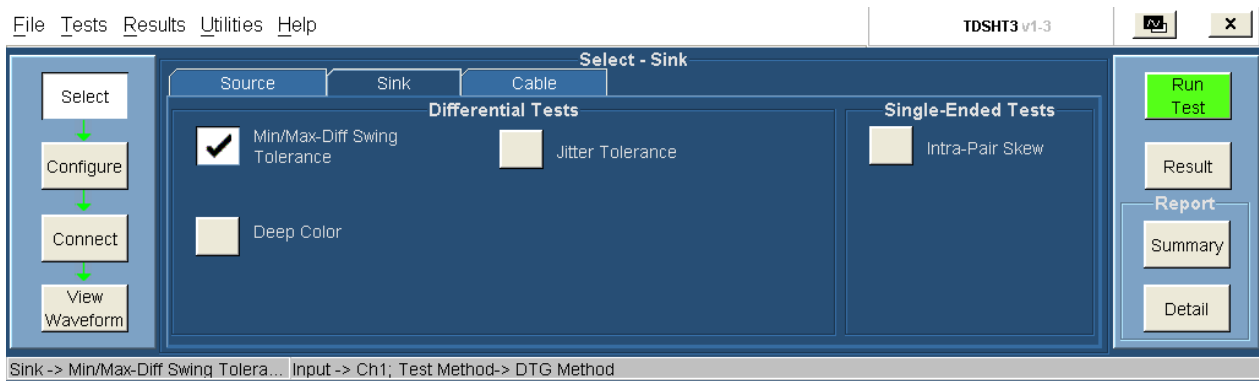 File Tests Results Utilities Help
TDSHT3 v1-3
x
Select - Sink
Select
Configure
Connect
View
Waveform
Source Sink Cable
Differential Tests
Min/Max-Diff Swing
Tolerance
Jitter Tolerance
Deep Color
Single-Ended Tests
Intra-Pair Skew
Run
Test
Result
Report
Summary
Detail
Sink -> Min/Max-Diff Swing Tolera... Input -> Ch1; Test Method-> DTG Method